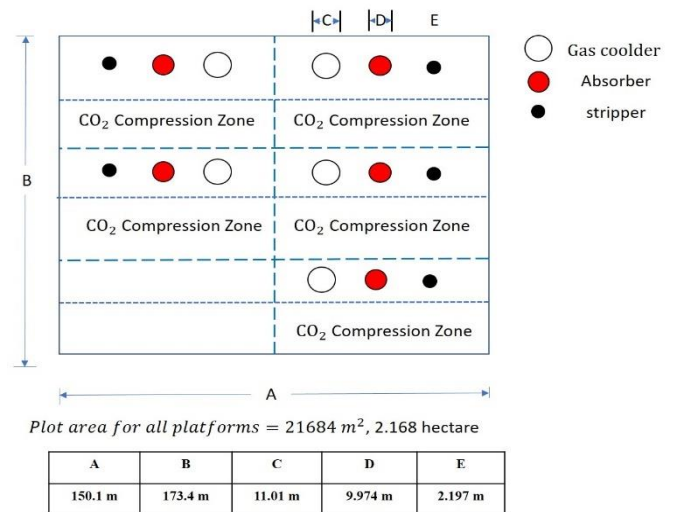 C D E
Gas coolder
Absorber
stripper
CO₂ Compression Zone CO₂ Compression Zone
B
CO₂ Compression Zone CO₂ Compression Zone
CO₂ Compression Zone
A
Plot area for all platforms = 21684 m², 2.168 hectare
A B C D E
150.1 m 173.4 m 11.01 m 9.974 m 2.197 m